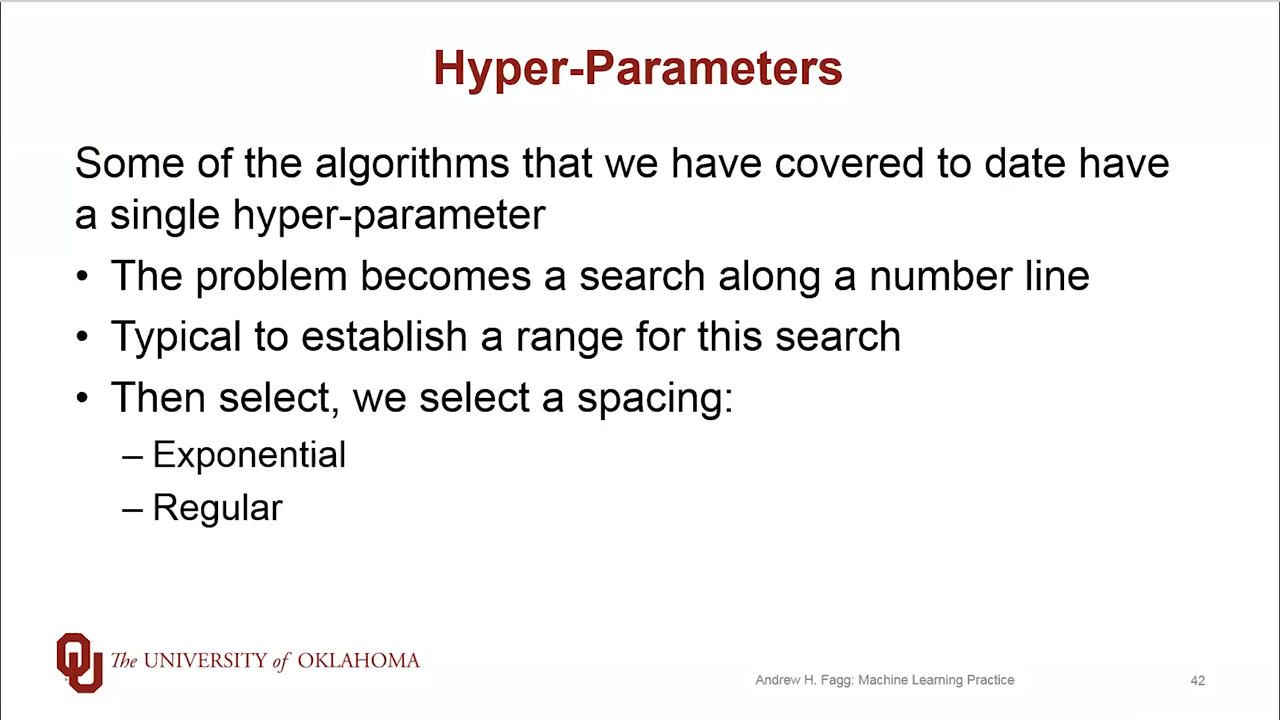 Hyper-Parameters
Some of the algorithms that we have covered to date have
a single hyper-parameter
• The problem becomes a search along a number line
• Typical to establish a range for this search
• Then select, we select a spacing:
– Exponential
– Regular
The UNIVERSITY of OKLAHOMA
Andrew H. Fagg: Machine Learning Practice
42